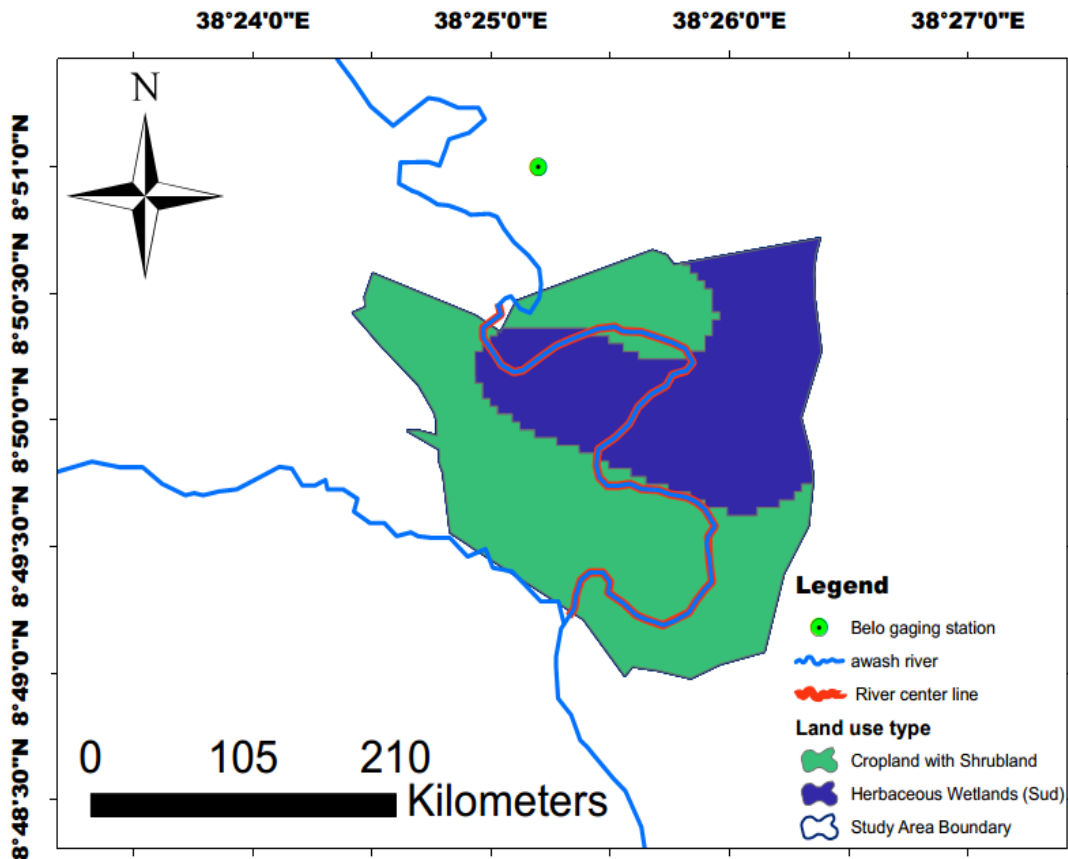 38°24'0"E 38°25'0"E 38°26'0"E 38°27'0"E
N
8°51'0"N
8°50'30"N
8°50'0"N
8°49'30"N
8°49'0"N
8°48'30"N
Legend
Belo gaging station
awash river
River center line
Land use type
Cropland with Shrubland
Herbaceous Wetlands (Sud)
Study Area Boundary
0 105 210
Kilometers